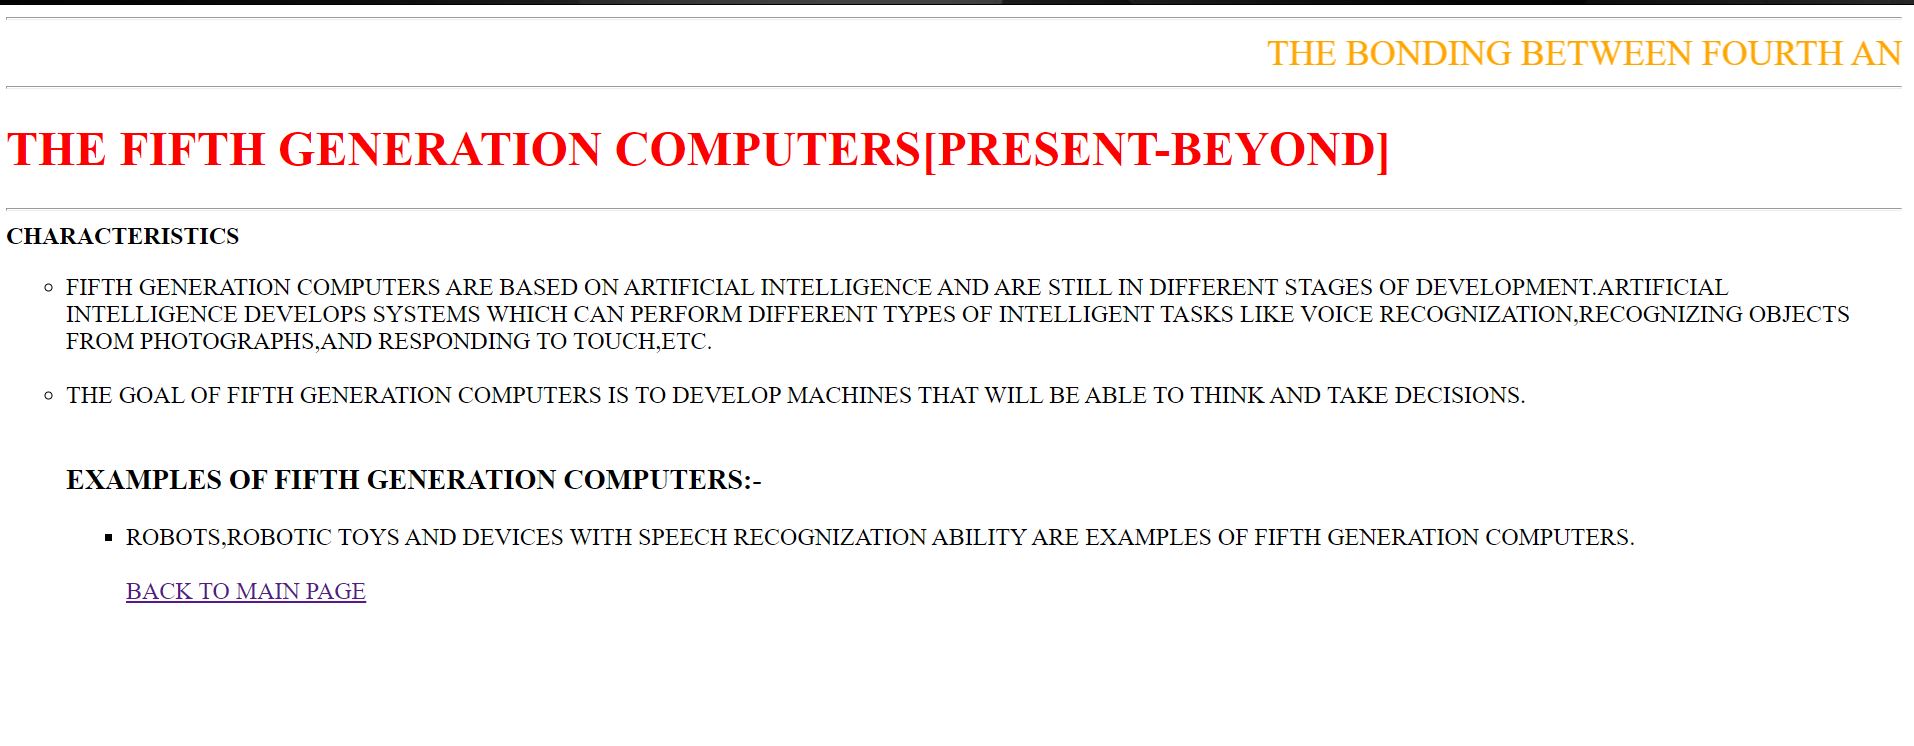 THE BONDING BETWEEN FOURTH AN
THE FIFTH GENERATION COMPUTERS[PRESENT-BEYOND]
CHARACTERISTICS
FIFTH GENERATION COMPUTERS ARE BASED ON ARTIFICIAL INTELLIGENCE AND ARE STILL IN DIFFERENT STAGES OF DEVELOPMENT.ARTIFICIAL
INTELLIGENCE DEVELOPS SYSTEMS WHICH CAN PERFORM DIFFERENT TYPES OF INTELLIGENT TASKS LIKE VOICE RECOGNIZATION,RECOGNIZING OBJECTS
FROM PHOTOGRAPHS,AND RESPONDING TO TOUCH,ETC.
THE GOAL OF FIFTH GENERATION COMPUTERS IS TO DEVELOP MACHINES THAT WILL BE ABLE TO THINK AND TAKE DECISIONS.
EXAMPLES OF FIFTH GENERATION COMPUTERS:-
ROBOTS,ROBOTIC TOYS AND DEVICES WITH SPEECH RECOGNIZATION ABILITY ARE EXAMPLES OF FIFTH GENERATION COMPUTERS.
BACK TO MAIN PAGE